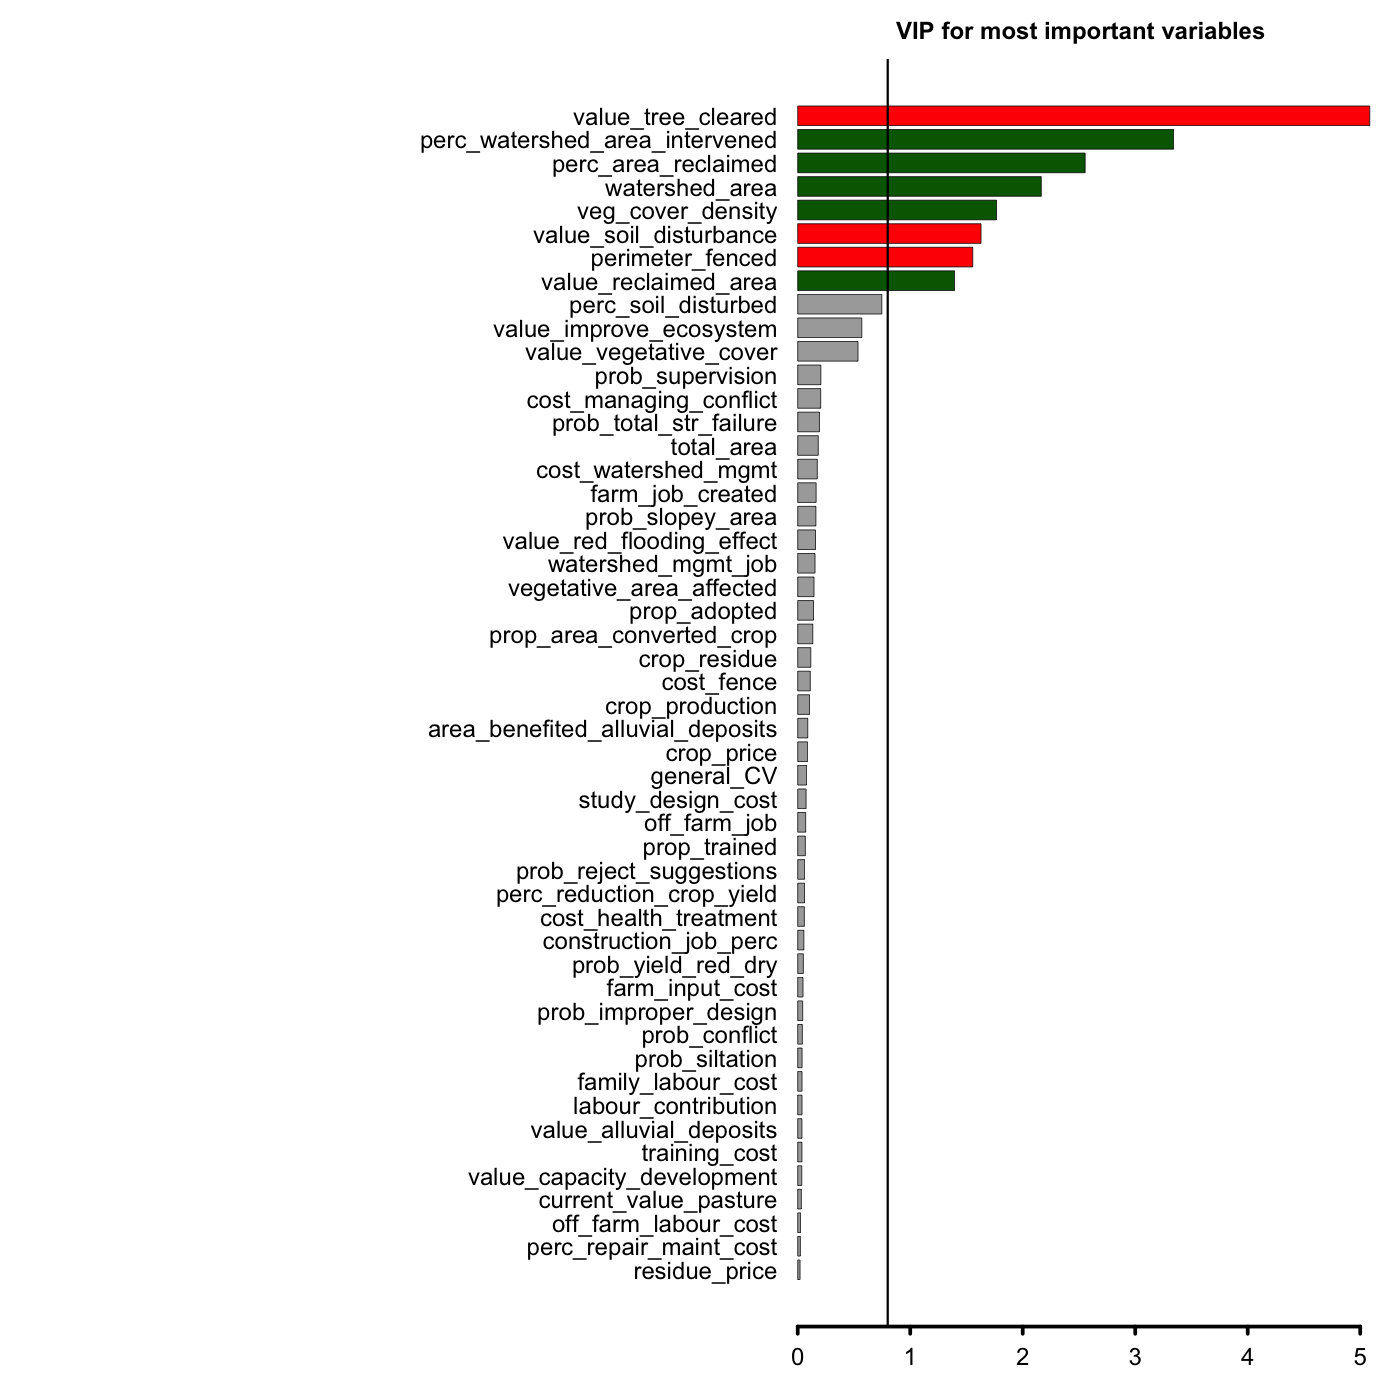 VIP for most important variables
value_tree_cleared
perc_watershed_area_intervened
perc_area_reclaimed
watershed_area
veg_cover_density
value_soil_disturbance
perimeter_fenced
value_reclaimed_area
perc_soil_disturbed
value_improve_ecosystem
value_vegetative_cover
prob_supervision
cost_managing_conflict
prob_total_str_failure
total_area
cost_watershed_mgmt
farm_job_created
prob_slopey_area
value_red_flooding_effect
watershed_mgmt_job
vegetative_area_affected
prop_adopted
prop_area_converted_crop
crop_residue
cost_fence
crop_production
area_benefited_alluvial_deposits
crop_price
general_CV
study_design_cost
off_farm_job
prop_trained
prob_reject_suggestions
perc_reduction_crop_yield
cost_health_treatment
construction_job_perc
prob_yield_red_dry
farm_input_cost
prob_improper_design
prob_conflict
prob_siltation
family_labour_cost
labour_contribution
value_alluvial_deposits
training_cost
value_capacity_development
current_value_pasture
off_farm_labour_cost
perc_repair_maint_cost
residue_price
0 1 2 3 4 5